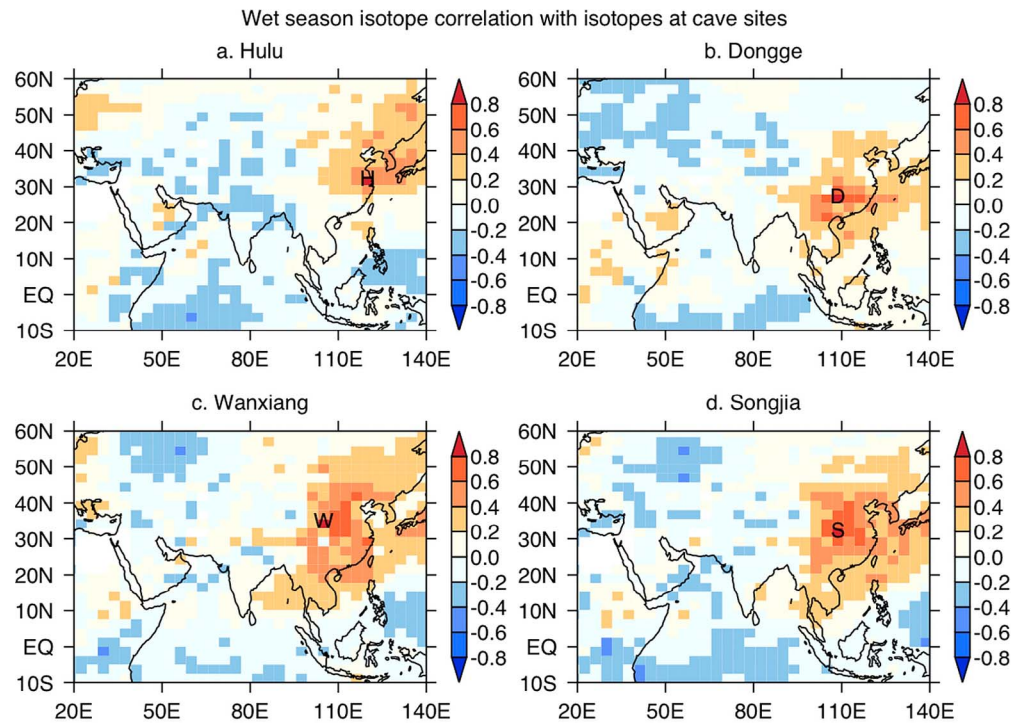 Wet season isotope correlation with isotopes at cave sites
a. Hulu
b. Dongge
60N
50N
40N
30N
20N
10N
EQ
10S
20E 50E 80E 110E 140E
H
0.8
0.6
0.4
0.2
0.0
-0.2
-0.4
-0.6
-0.8
60N
50N
40N
30N
20N
10N
EQ
10S
20E 50E 80E 110E 140E
D
0.8
0.6
0.4
0.2
0.0
-0.2
-0.4
-0.6
-0.8
c. Wanxiang
d. Songjia
60N
50N
40N
30N
20N
10N
EQ
10S
20E 50E 80E 110E 140E
W
0.8
0.6
0.4
0.2
0.0
-0.2
-0.4
-0.6
-0.8
60N
50N
40N
30N
20N
10N
EQ
10S
20E 50E 80E 110E 140E
S
0.8
0.6
0.4
0.2
0.0
-0.2
-0.4
-0.6
-0.8